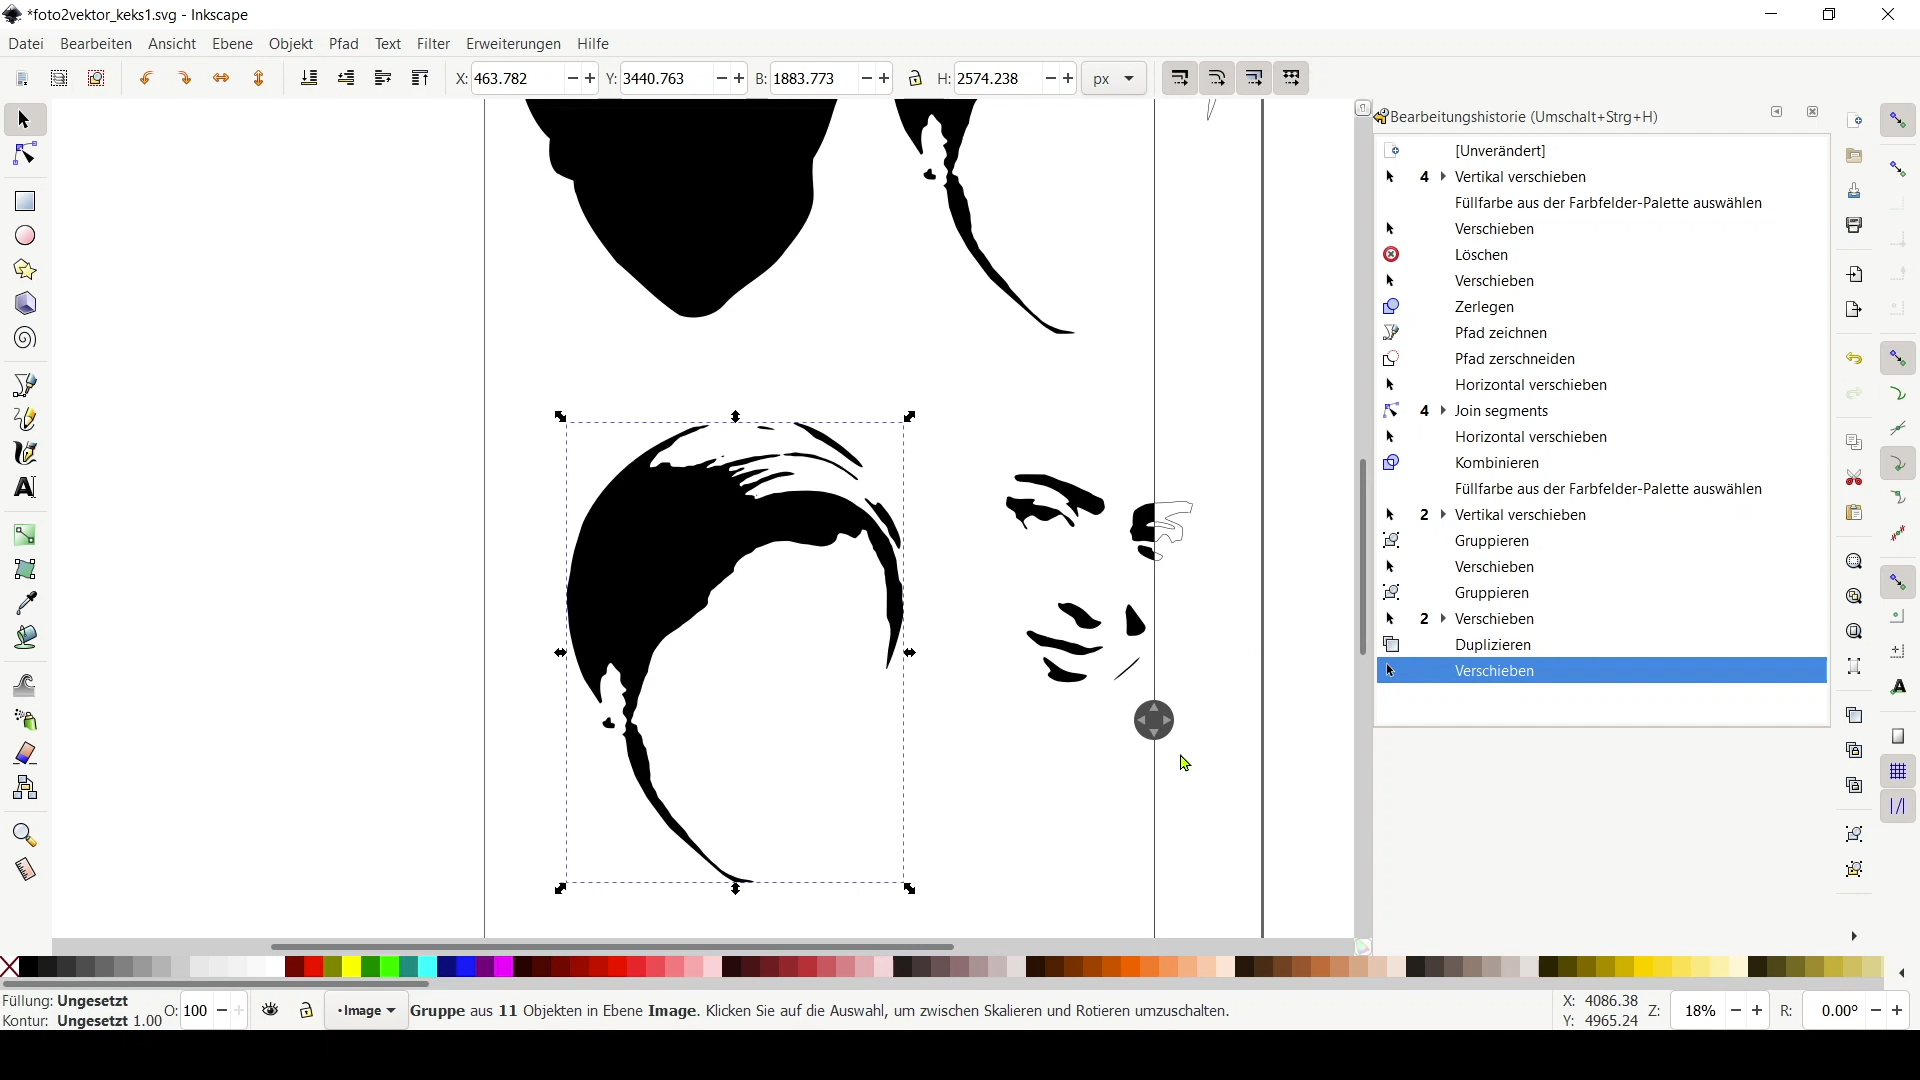 *foto2vektor_keks1.svg - Inkscape
Datei Bearbeiten Ansicht Ebene Objekt Pfad Text Filter Erweiterungen Hilfe
X: 463.782 Y: 3440.763 B: 1883.773 H: 2574.238 px
Bearbeitungshistorie (Umschalt+Strg+H)
[Unverändert]
4 Vertikal verschieben
Füllfarbe aus der Farbfelder-Palette auswählen
Verschieben
Löschen
Verschieben
Zerlegen
Pfad zeichnen
Pfad zerschneiden
Horizontal verschieben
4 Join segments
Horizontal verschieben
Kombinieren
Füllfarbe aus der Farbfelder-Palette auswählen
2 Vertikal verschieben
Gruppieren
Verschieben
Gruppieren
2 Verschieben
Duplizieren
Verschieben
Füllung: Ungesetzt
Kontur: Ungesetzt 1.00
O: 100
Image
Gruppe aus 11 Objekten in Ebene Image. Klicken Sie auf die Auswahl, um zwischen Skalieren und Rotieren umzuschalten.
X: 4086.38
Y: 4965.24
Z: 18%
R: 0.00°